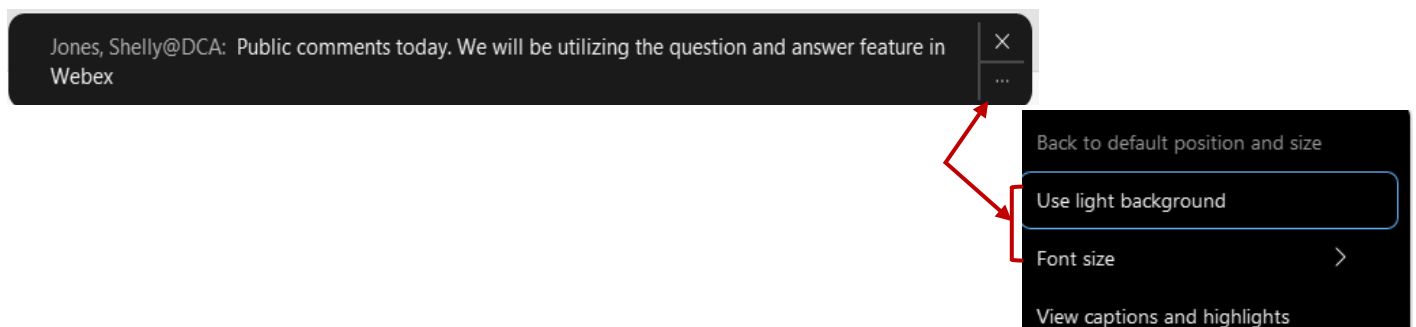 Jones, Shelly@DCA: Public comments today. We will be utilizing the question and answer feature in
Webex
...
Back to default position and size
Use light background
Font size
View captions and highlights